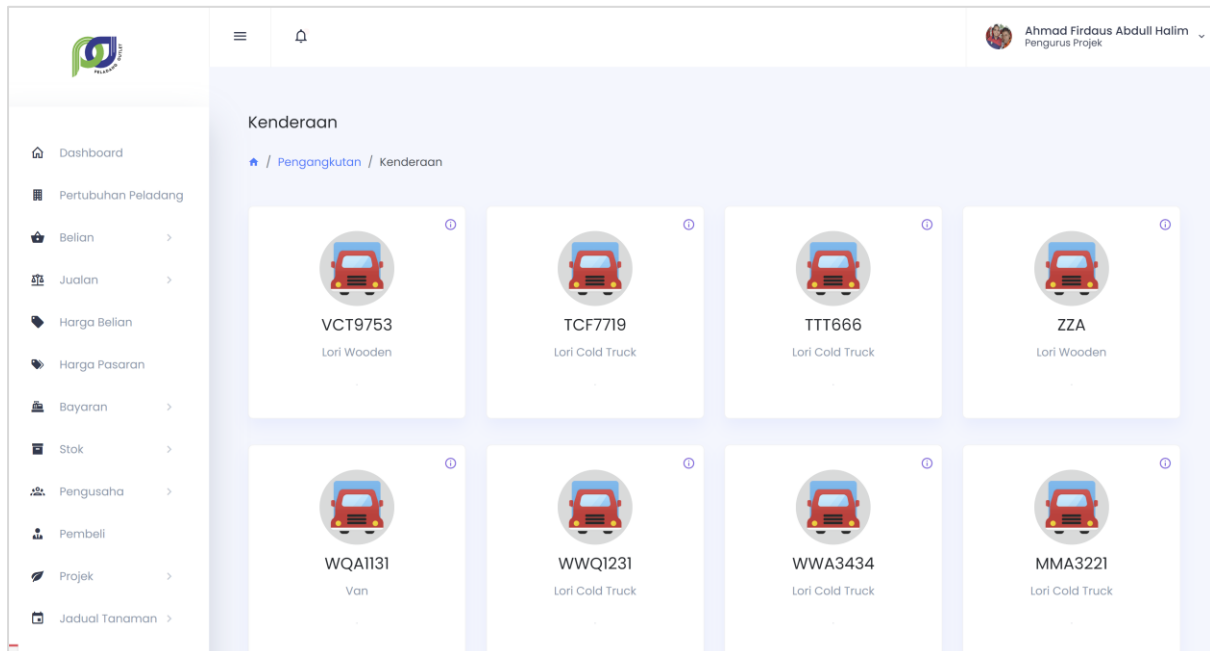 PELADANG OUTLET
Ahmad Firdaus Abdull Halim
Pengurus Projek
Kenderaan
/ Pengangkutan / Kenderaan
Dashboard
Pertubuhan Peladang
Belian
Jualan
Harga Belian
Harga Pasaran
Bayaran
Stok
Pengusaha
Pembeli
Projek
Jadual Tanaman
VCT9753
Lori Wooden
TCF7719
Lori Cold Truck
TTT666
Lori Cold Truck
ZZA
Lori Wooden
WQA1131
Van
WWQ1231
Lori Cold Truck
WWA3434
Lori Cold Truck
MMA3221
Lori Cold Truck